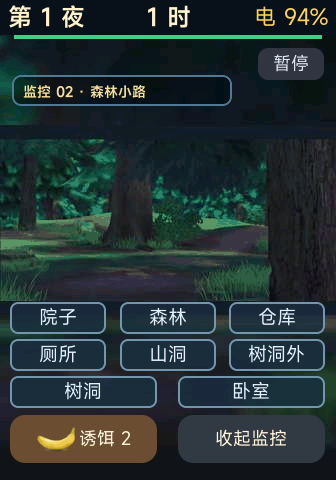 第 1 夜 1 时 电 94%
暂停
监控 02 · 森林小路
院子 森林 仓库
厕所 山洞 树洞外
树洞 卧室
诱饵 2 收起监控